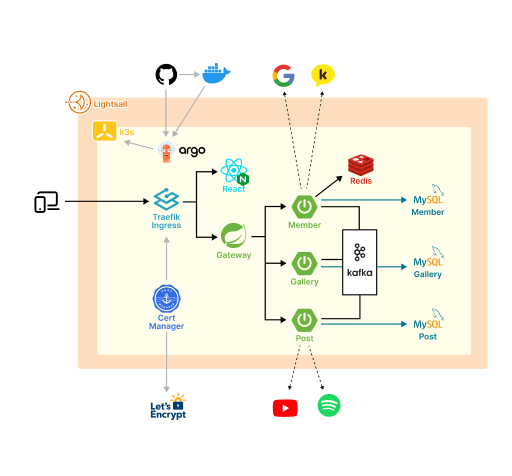 Lightsail
k3s
argo
React
Redis
Traefik
Ingress
Gateway
Member
MySQL
Member
kafka
Gallery
MySQL
Gallery
Cert
Manager
Post
MySQL
Post
Let's
Encrypt